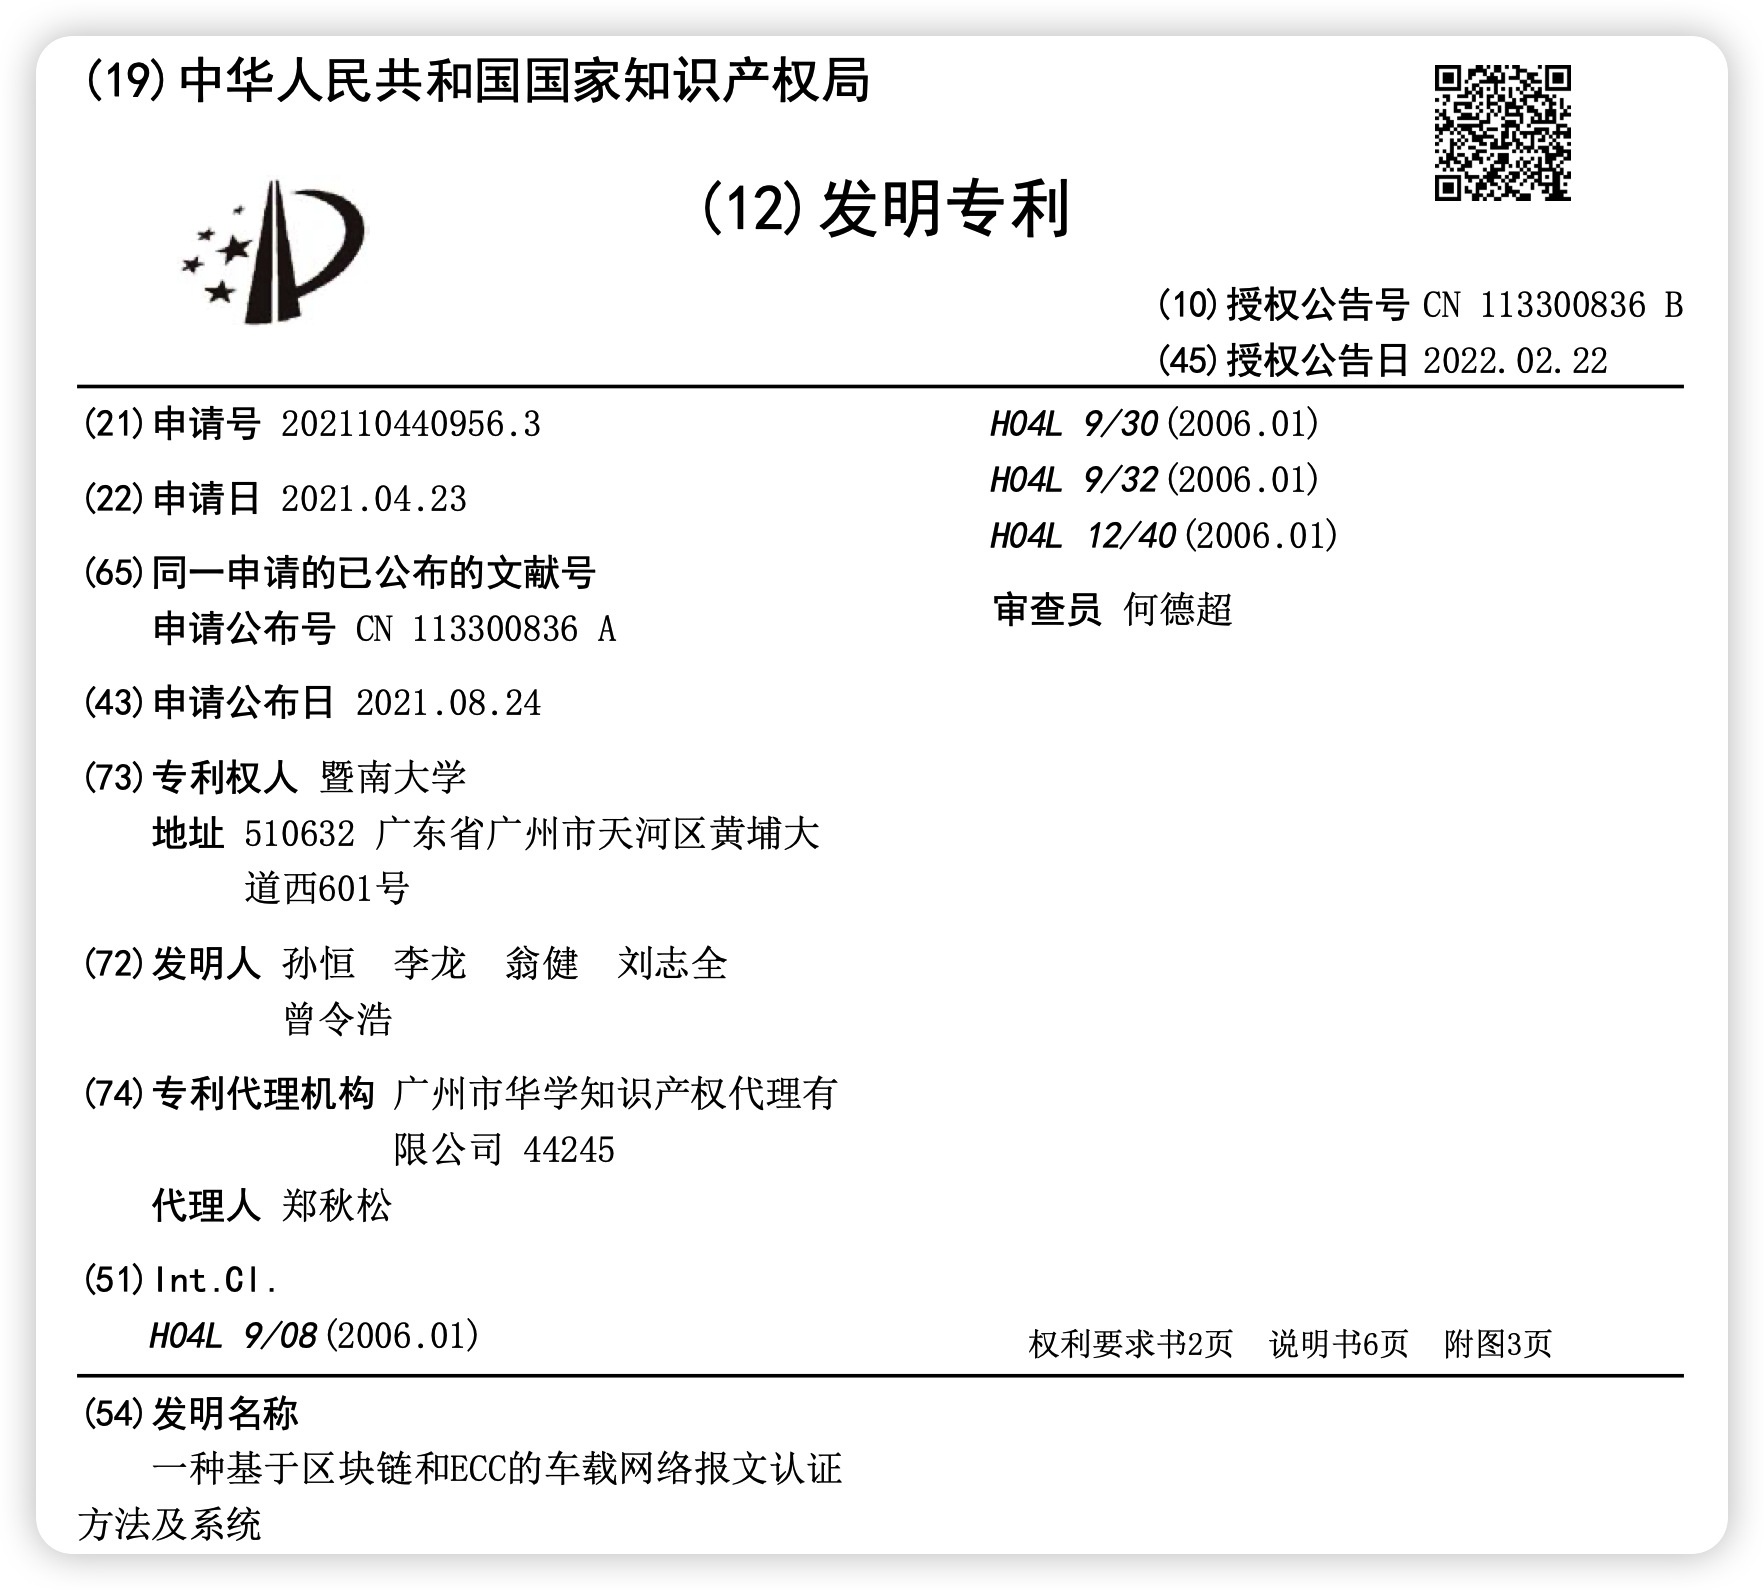 (19)中华人民共和国国家知识产权局
(12)发明专利
(10)授权公告号 CN 113300836 B
(45)授权公告日 2022.02.22
(21)申请号 202110440956.3
(22)申请日 2021.04.23
(65)同一申请的已公布的文献号
申请公布号 CN 113300836 A
(43)申请公布日 2021.08.24
(73)专利权人 暨南大学
地址 510632 广东省广州市天河区黄埔大
道西601号
(72)发明人 孙恒 李龙 翁健 刘志全
曾令浩
(74)专利代理机构 广州市华学知识产权代理有
限公司 44245
代理人 郑秋松
(51)Int.Cl.
H04L 9/08(2006.01)
H04L 9/30(2006.01)
H04L 9/32(2006.01)
H04L 12/40(2006.01)
审查员 何德超
权利要求书2页 说明书6页 附图3页
(54)发明名称
一种基于区块链和ECC的车载网络报文认证
方法及系统